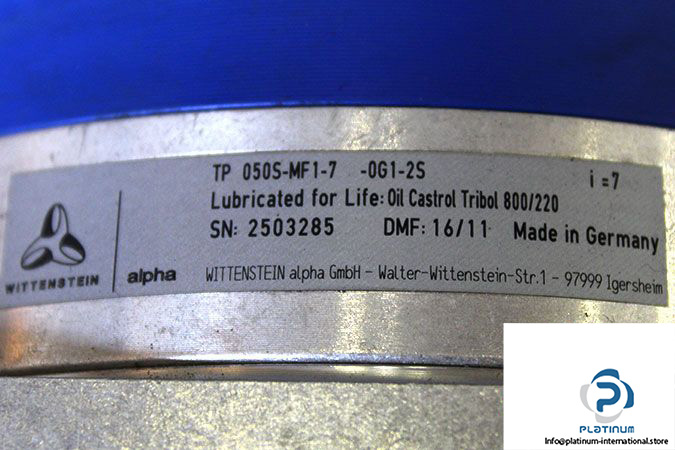 TP 050S-MF1-7 -0G1-2S i=7
Lubricated for Life: Oil Castrol Tribol 800/220
SN: 2503285 DMF: 16/11 Made in Germany
WITTENSTEIN alpha WITTENSTEIN alpha GmbH - Walter-Wittenstein-Str.1 - 97999 Igersheim
PLATINUM
Info@platinum-international.store